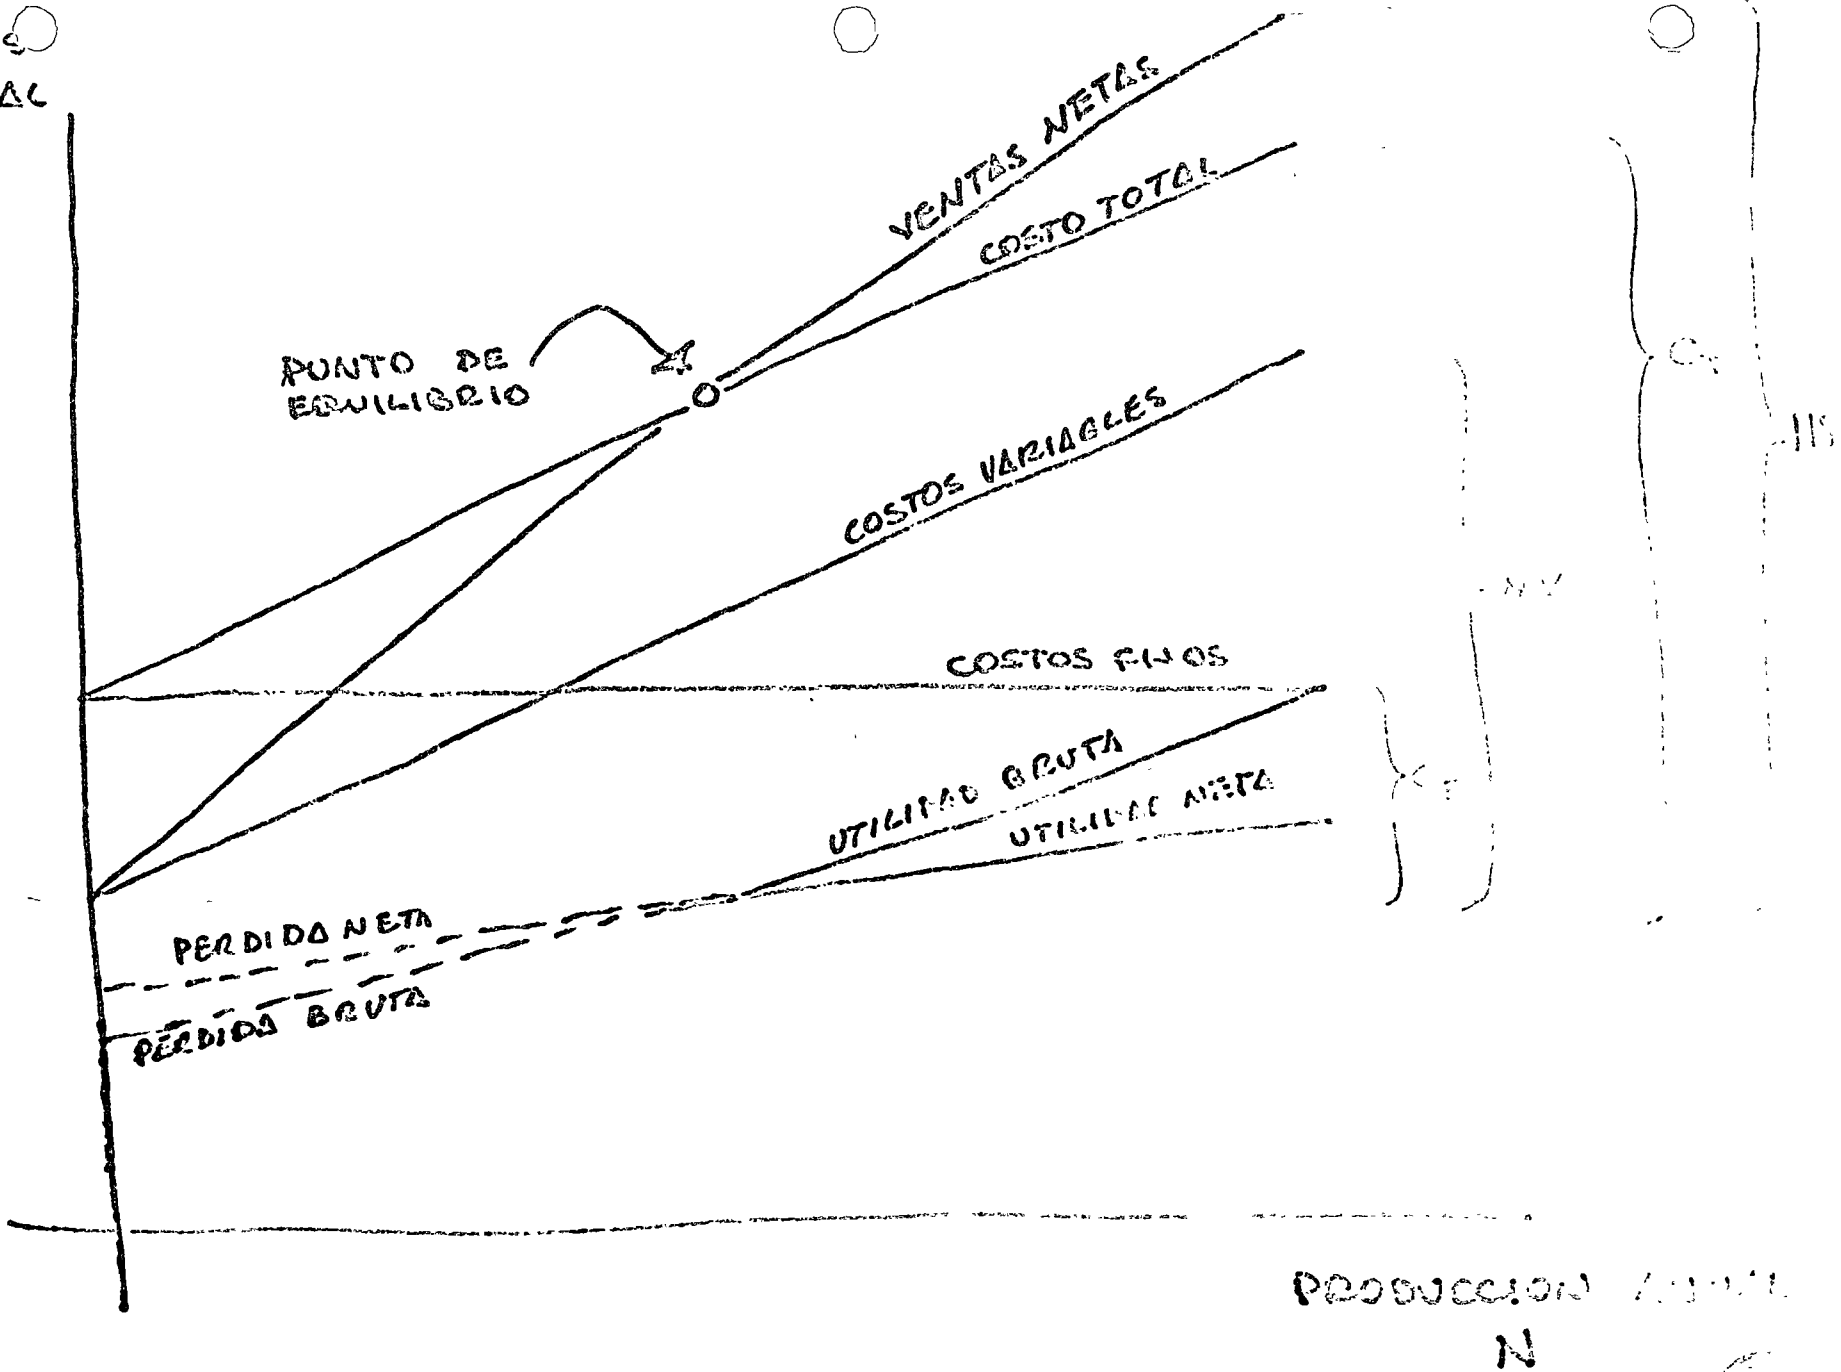 VENTAS NETAS
COSTO TOTAL
PUNTO DE
EQUILIBRIO
COSTOS VARIABLES
COSTOS FIJOS
UTILIDAD BRUTA
UTILIDAD NETA
PERDIDA NETA
PERDIDA BRUTA
PRODUCCION
N